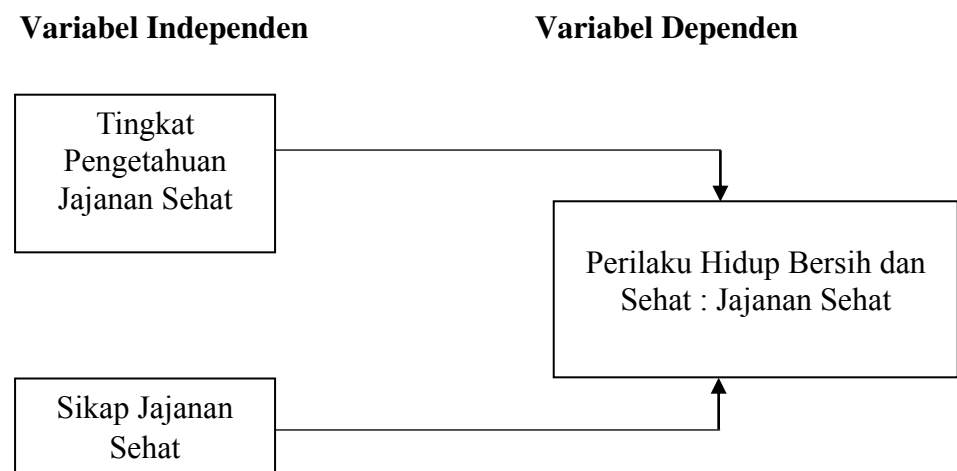 Variabel Independen
Variabel Dependen
Tingkat
Pengetahuan
Jajanan Sehat
Perilaku Hidup Bersih dan
Sehat : Jajanan Sehat
Sikap Jajanan
Sehat